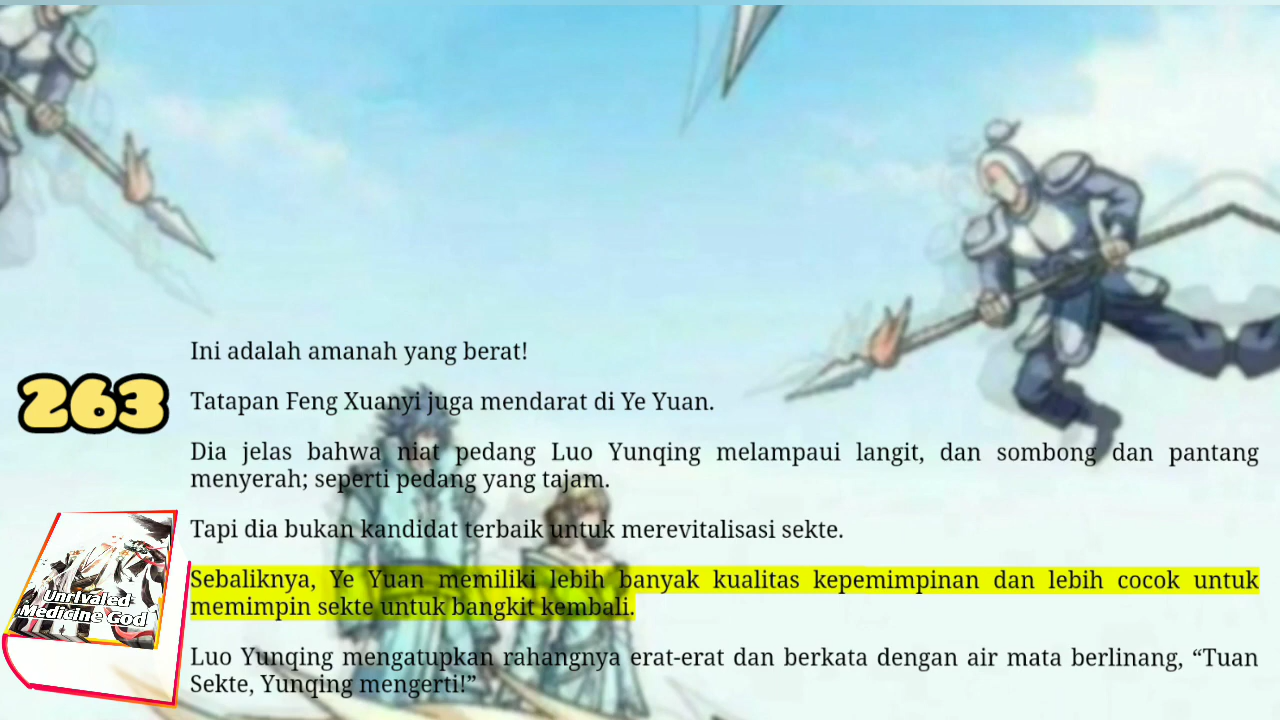 Ini adalah amanah yang berat!
263
Tatapan Feng Xuanyi juga mendarat di Ye Yuan.
Dia jelas bahwa niat pedang Luo Yunqing melampaui langit, dan sombong dan pantang
menyerah; seperti pedang yang tajam.
Tapi dia bukan kandidat terbaik untuk merevitalisasi sekte.
Sebaliknya, Ye Yuan memiliki lebih banyak kualitas kepemimpinan dan lebih cocok untuk
memimpin sekte untuk bangkit kembali.
Unrivaled
Medicine God
Luo Yunqing mengatupkan rahangnya erat-erat dan berkata dengan air mata berlinang, “Tuan
Sekte, Yunqing mengerti!”